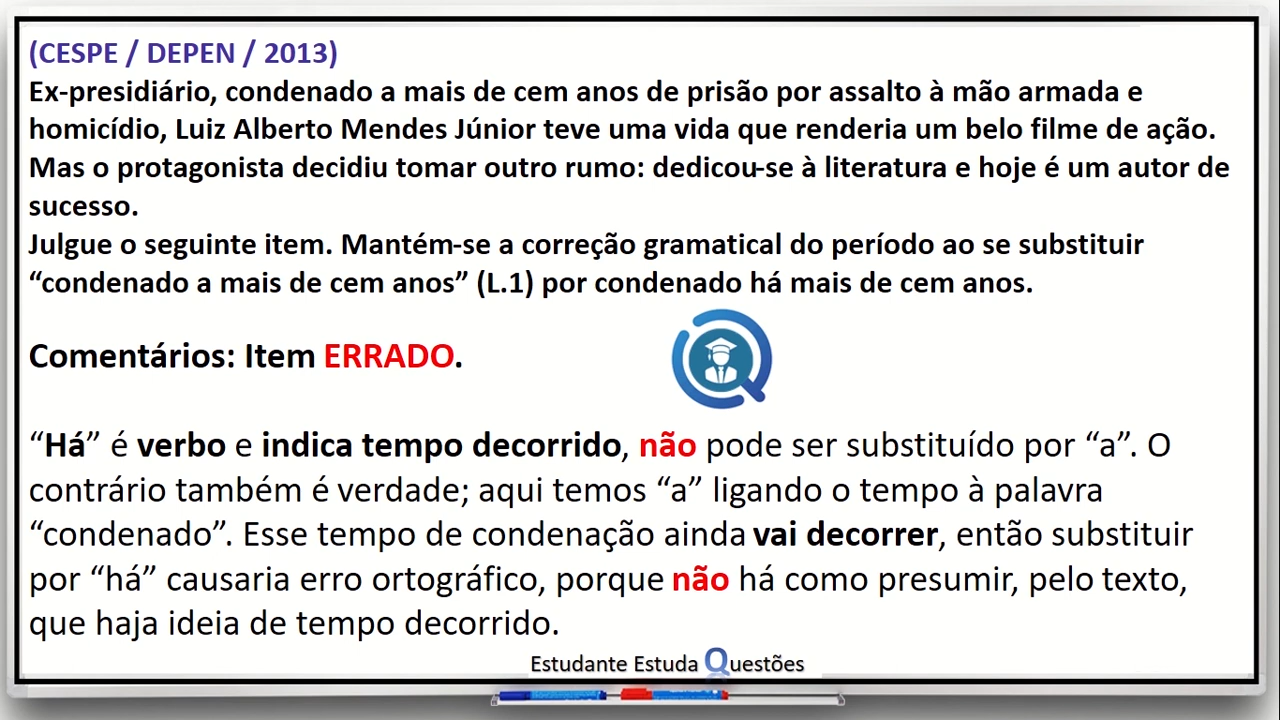 (CESPE / DEPEN / 2013)
Ex-presidiário, condenado a mais de cem anos de prisão por assalto à mão armada e
homicídio, Luiz Alberto Mendes Júnior teve uma vida que renderia um belo filme de ação.
Mas o protagonista decidiu tomar outro rumo: dedicou-se à literatura e hoje é um autor de
sucesso.
Julgue o seguinte item. Mantém-se a correção gramatical do período ao se substituir
“condenado a mais de cem anos” (L.1) por condenado há mais de cem anos.
Comentários: Item ERRADO.
“Há” é verbo e indica tempo decorrido, não pode ser substituído por “a”. O
contrário também é verdade; aqui temos “a” ligando o tempo à palavra
“condenado”. Esse tempo de condenação ainda vai decorrer, então substituir
por “há” causaria erro ortográfico, porque não há como presumir, pelo texto,
que haja ideia de tempo decorrido.
Estudante Estuda Questões